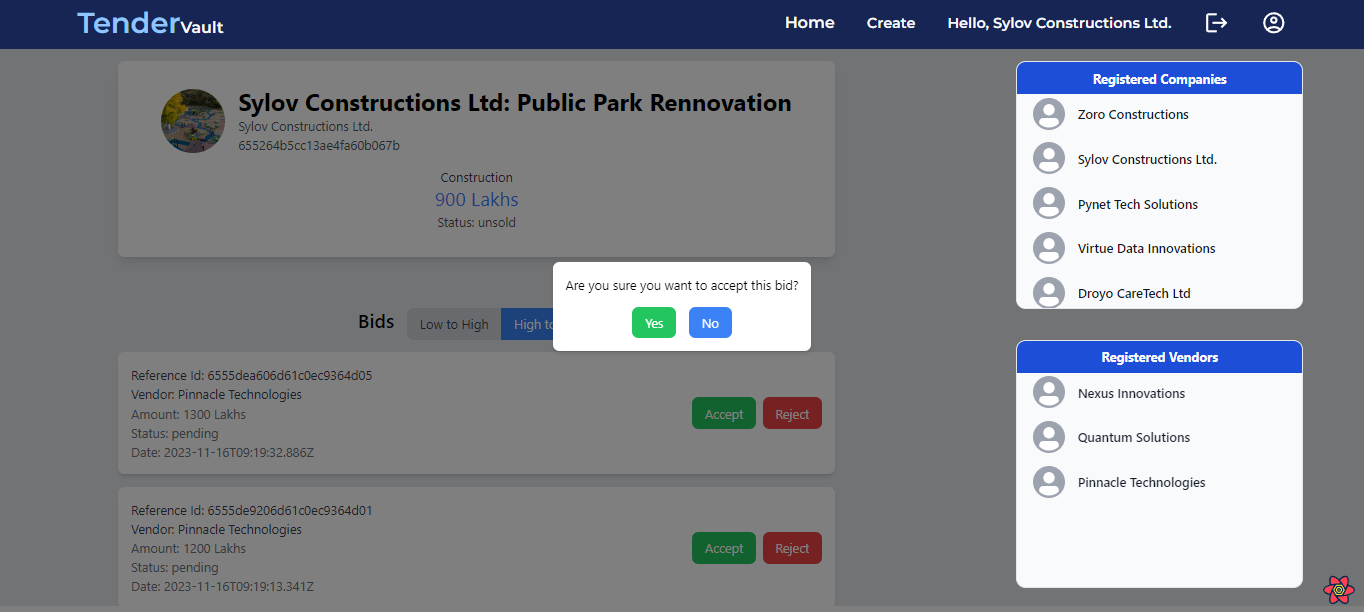 TenderVault
Home
Create
Hello, Sylov Constructions Ltd.
Sylov Constructions Ltd: Public Park Rennovation
Sylov Constructions Ltd.
655264b5cc13ae4fa60b067b
Construction
900 Lakhs
Status: unsold
Are you sure you want to accept this bid?
Yes
No
Bids
Low to High
High to
Reference Id: 6555dea606d61c0ec9364d05
Vendor: Pinnacle Technologies
Amount: 1300 Lakhs
Status: pending
Date: 2023-11-16T09:19:32.886Z
Accept
Reject
Reference Id: 6555de9206d61c0ec9364d01
Vendor: Pinnacle Technologies
Amount: 1200 Lakhs
Status: pending
Date: 2023-11-16T09:19:13.341Z
Accept
Reject
Registered Companies
Zoro Constructions
Sylov Constructions Ltd.
Pynet Tech Solutions
Virtue Data Innovations
Droyo CareTech Ltd
Registered Vendors
Nexus Innovations
Quantum Solutions
Pinnacle Technologies